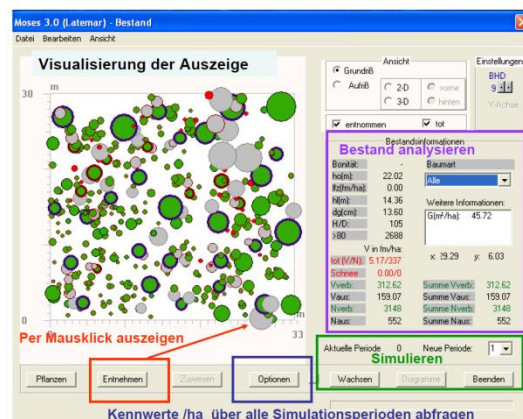 Moses 3.0 (Latemar) - Bestand
Datei Bearbeiten Ansicht
Visualisierung der Auszeige
30
m
0
m
33
Ansicht
Grundriß
Aufriß
2-D
3-D
vorne
hinten
entnommen
tot
Einstellungen
BHD
9
Y-Achse
Bestandsinformationen
Bestand analysieren
Bonität: -
ho(m): 22.02
lfz(fm/ha): 0.00
hl(m): 14.36
dg(cm): 13.60
H/D: 105
>80 2688
V in fm/ha:
tot (V/N): 5.17/337
Schnee 0.00/0
Vverb: 312.62
Vaus: 159.07
Nverb: 3148
Naus: 552
Baumart
Alle
Weitere Informationen:
G(m²/ha): 45.72
x: 29.29 y: 6.03
Summe Vverb: 312.62
Summe Vaus: 159.07
Summe Nverb: 3148
Summe Naus: 552
Per Mausklick auszeigen
Aktuelle Periode 0 Neue Periode: 1
Simulieren
Pflanzen
Entnehmen
Zuweisen
Optionen
Wachsen
Diagramme
Beenden
Kennwerte /ha über alle Simulationsperioden abfragen